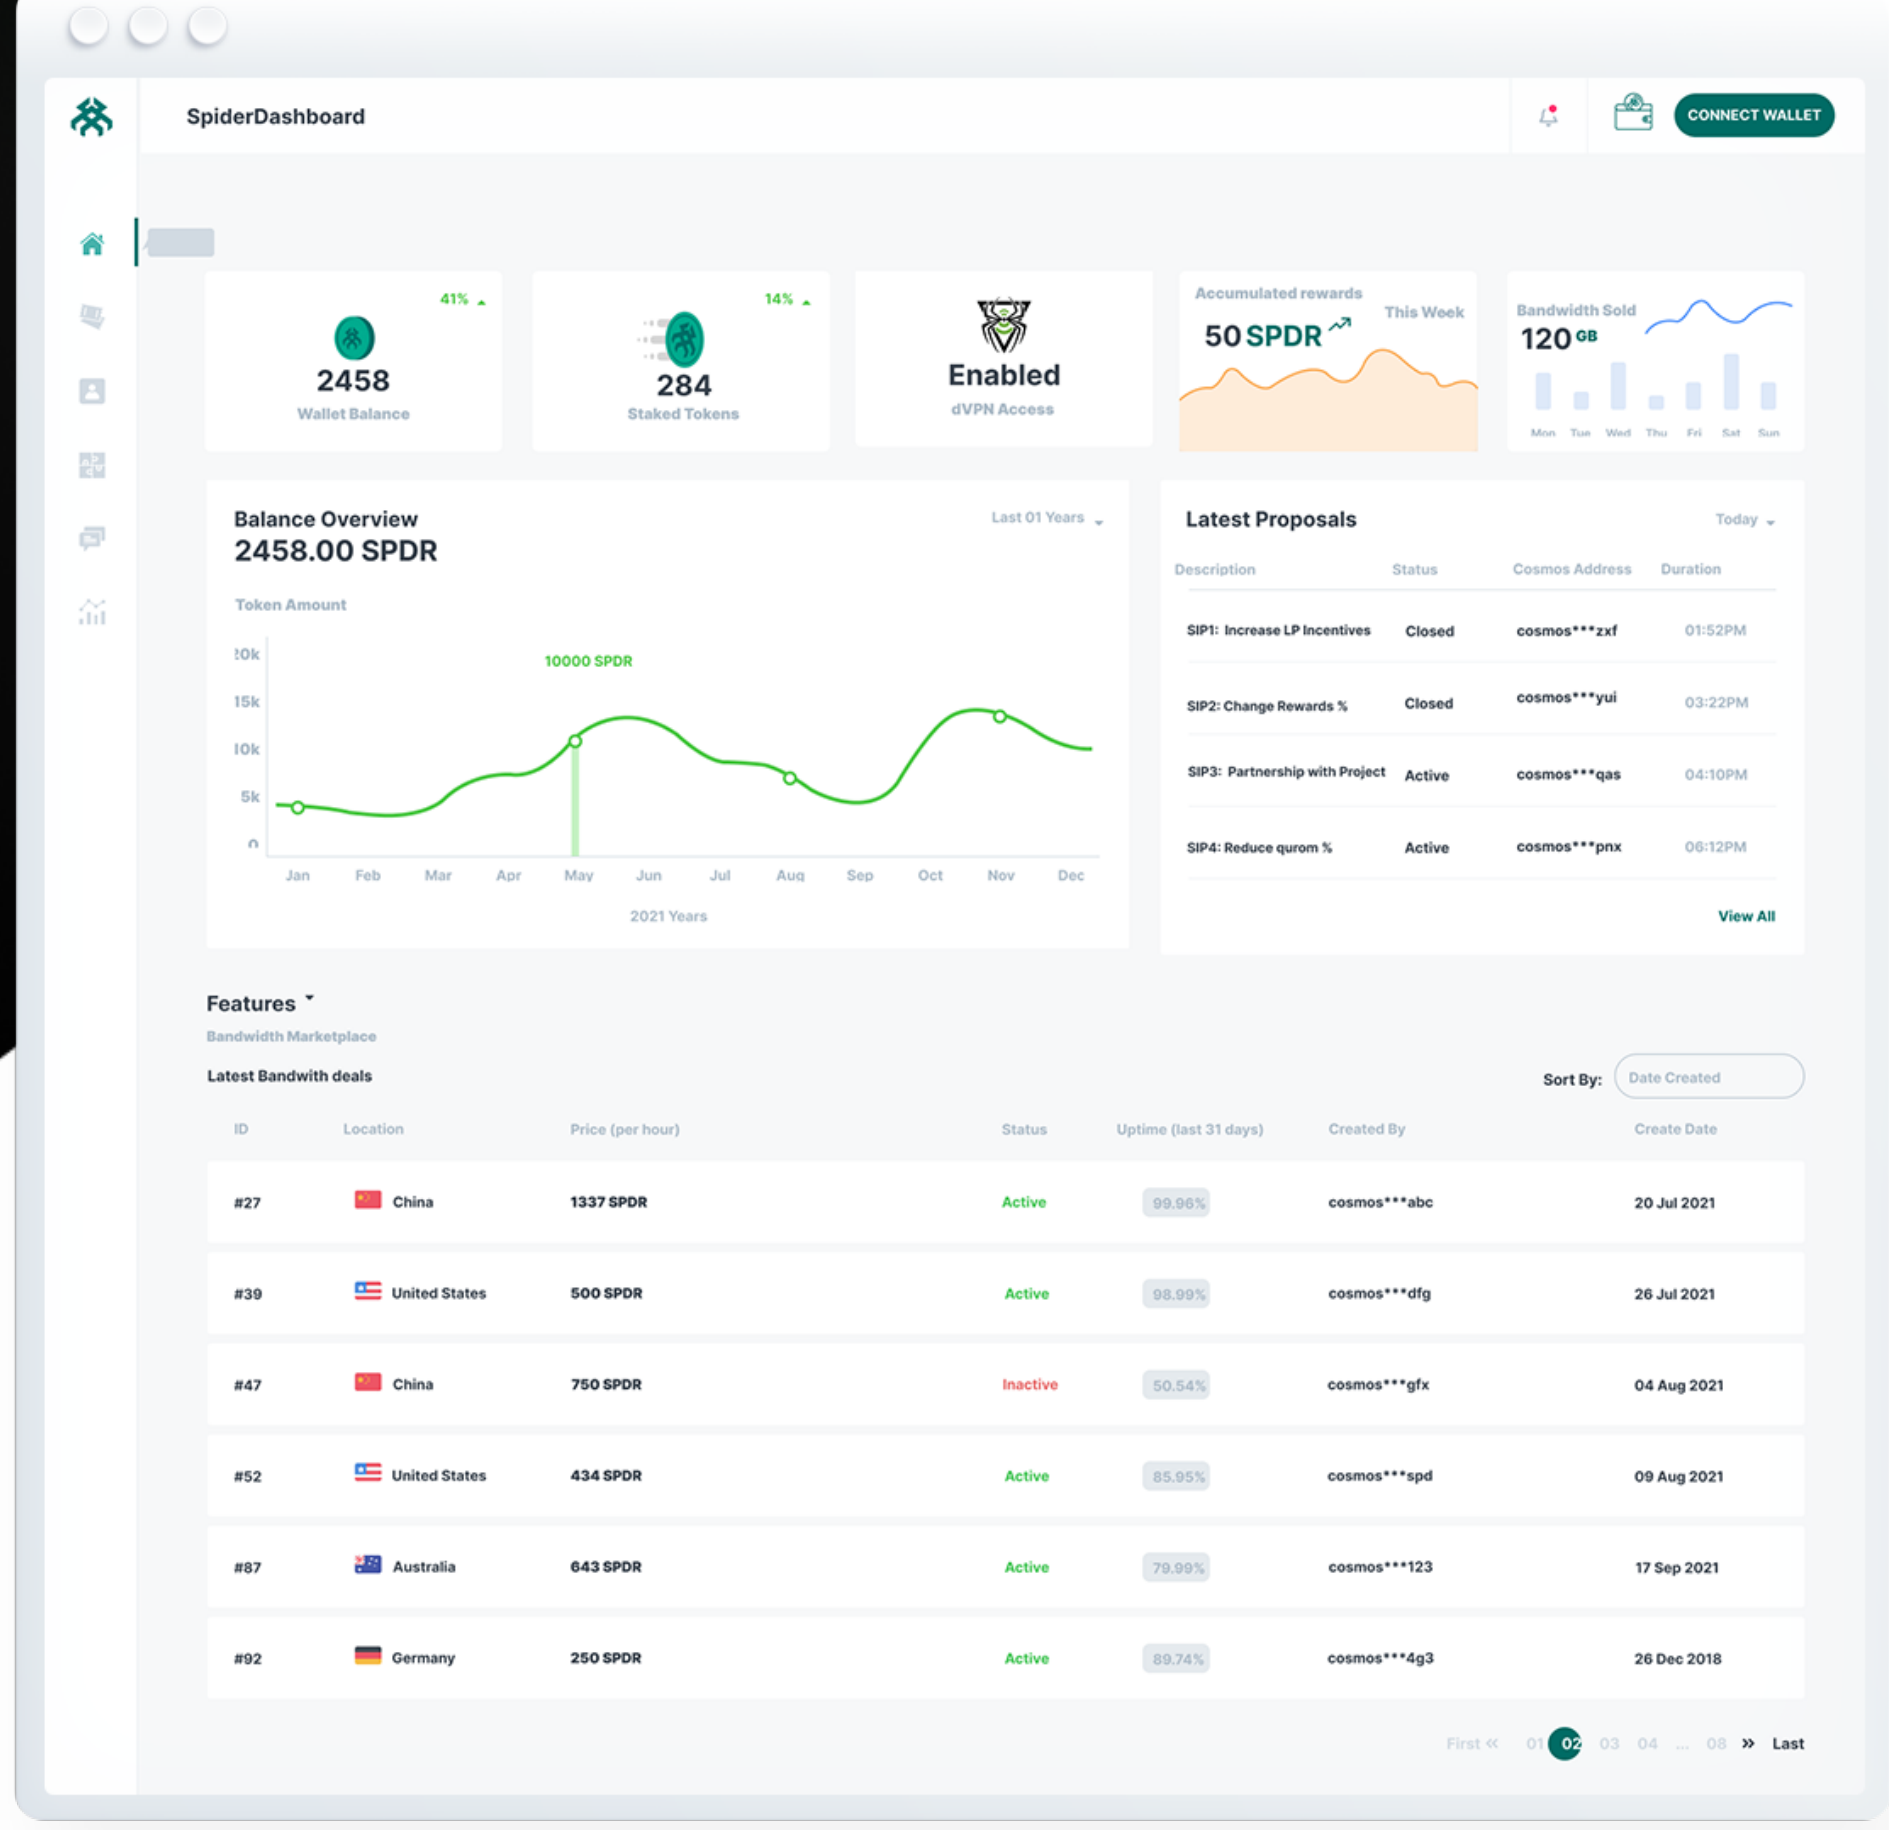 SpiderDashboard
CONNECT WALLET
41%
2458
Wallet Balance
14%
284
Staked Tokens
Enabled
dVPN Access
Accumulated rewards
This Week
50 SPDR
Bandwidth Sold
120 GB
Mon Tue Wed Thu Fri Sat Sun
Balance Overview
Last 01 Years
2458.00 SPDR
Token Amount
20k
10000 SPDR
15k
10k
5k
0
Jan Feb Mar Apr May Jun Jul Aug Sep Oct Nov Dec
2021 Years
Latest Proposals
Today
Description Status Cosmos Address Duration
SIP1: Increase LP Incentives Closed cosmos***zxf 01:52PM
SIP2: Change Rewards % Closed cosmos***yui 03:22PM
SIP3: Partnership with Project Active cosmos***qas 04:10PM
SIP4: Reduce qurom % Active cosmos***pnx 06:12PM
View All
Features
Bandwidth Marketplace
Latest Bandwith deals
Sort By: Date Created
ID Location Price (per hour) Status Uptime (last 31 days) Created By Create Date
#27 China 1337 SPDR Active 99.96% cosmos***abc 20 Jul 2021
#39 United States 500 SPDR Active 98.99% cosmos***dfg 26 Jul 2021
#47 China 750 SPDR Inactive 50.54% cosmos***gfx 04 Aug 2021
#52 United States 434 SPDR Active 85.95% cosmos***spd 09 Aug 2021
#87 Australia 643 SPDR Active 79.99% cosmos***123 17 Sep 2021
#92 Germany 250 SPDR Active 89.74% cosmos***4g3 26 Dec 2018
First « 01 02 03 04 ... 08 » Last